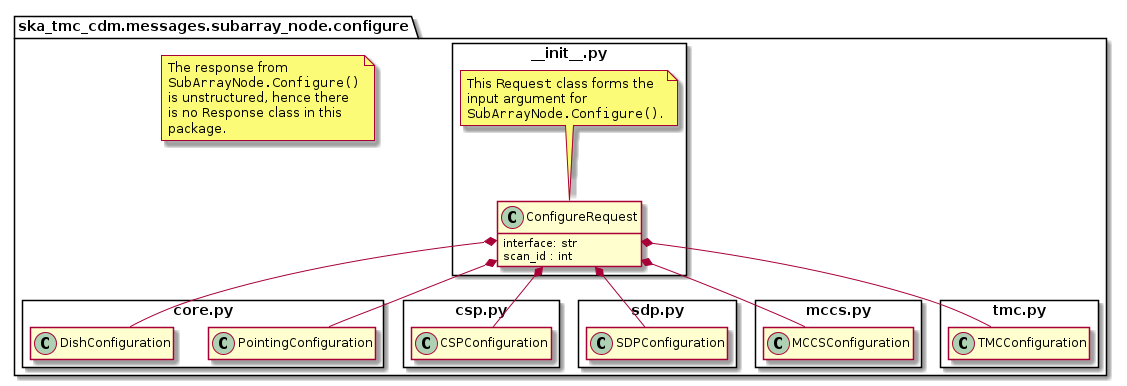 ska_tmc_cdm.messages.subarray_node.configure
The response from
SubArrayNode.Configure()
is unstructured, hence there
is no Response class in this
package.
__init__.py
This Request class forms the
input argument for
SubArrayNode.Configure().
C ConfigureRequest
interface: str
scan_id : int
core.py
C DishConfiguration
C PointingConfiguration
csp.py
C CSPConfiguration
sdp.py
C SDPConfiguration
mccs.py
C MCCSConfiguration
tmc.py
C TMCConfiguration